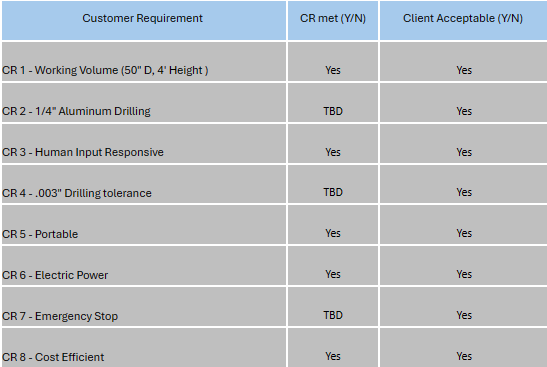 Customer Requirement CR met (Y/N) Client Acceptable (Y/N)
CR 1 - Working Volume (50" D, 4' Height ) Yes Yes
CR 2 - 1/4" Aluminum Drilling TBD Yes
CR 3 - Human Input Responsive Yes Yes
CR 4 - .003" Drilling tolerance TBD Yes
CR 5 - Portable Yes Yes
CR 6 - Electric Power Yes Yes
CR 7 - Emergency Stop TBD Yes
CR 8 - Cost Efficient Yes Yes